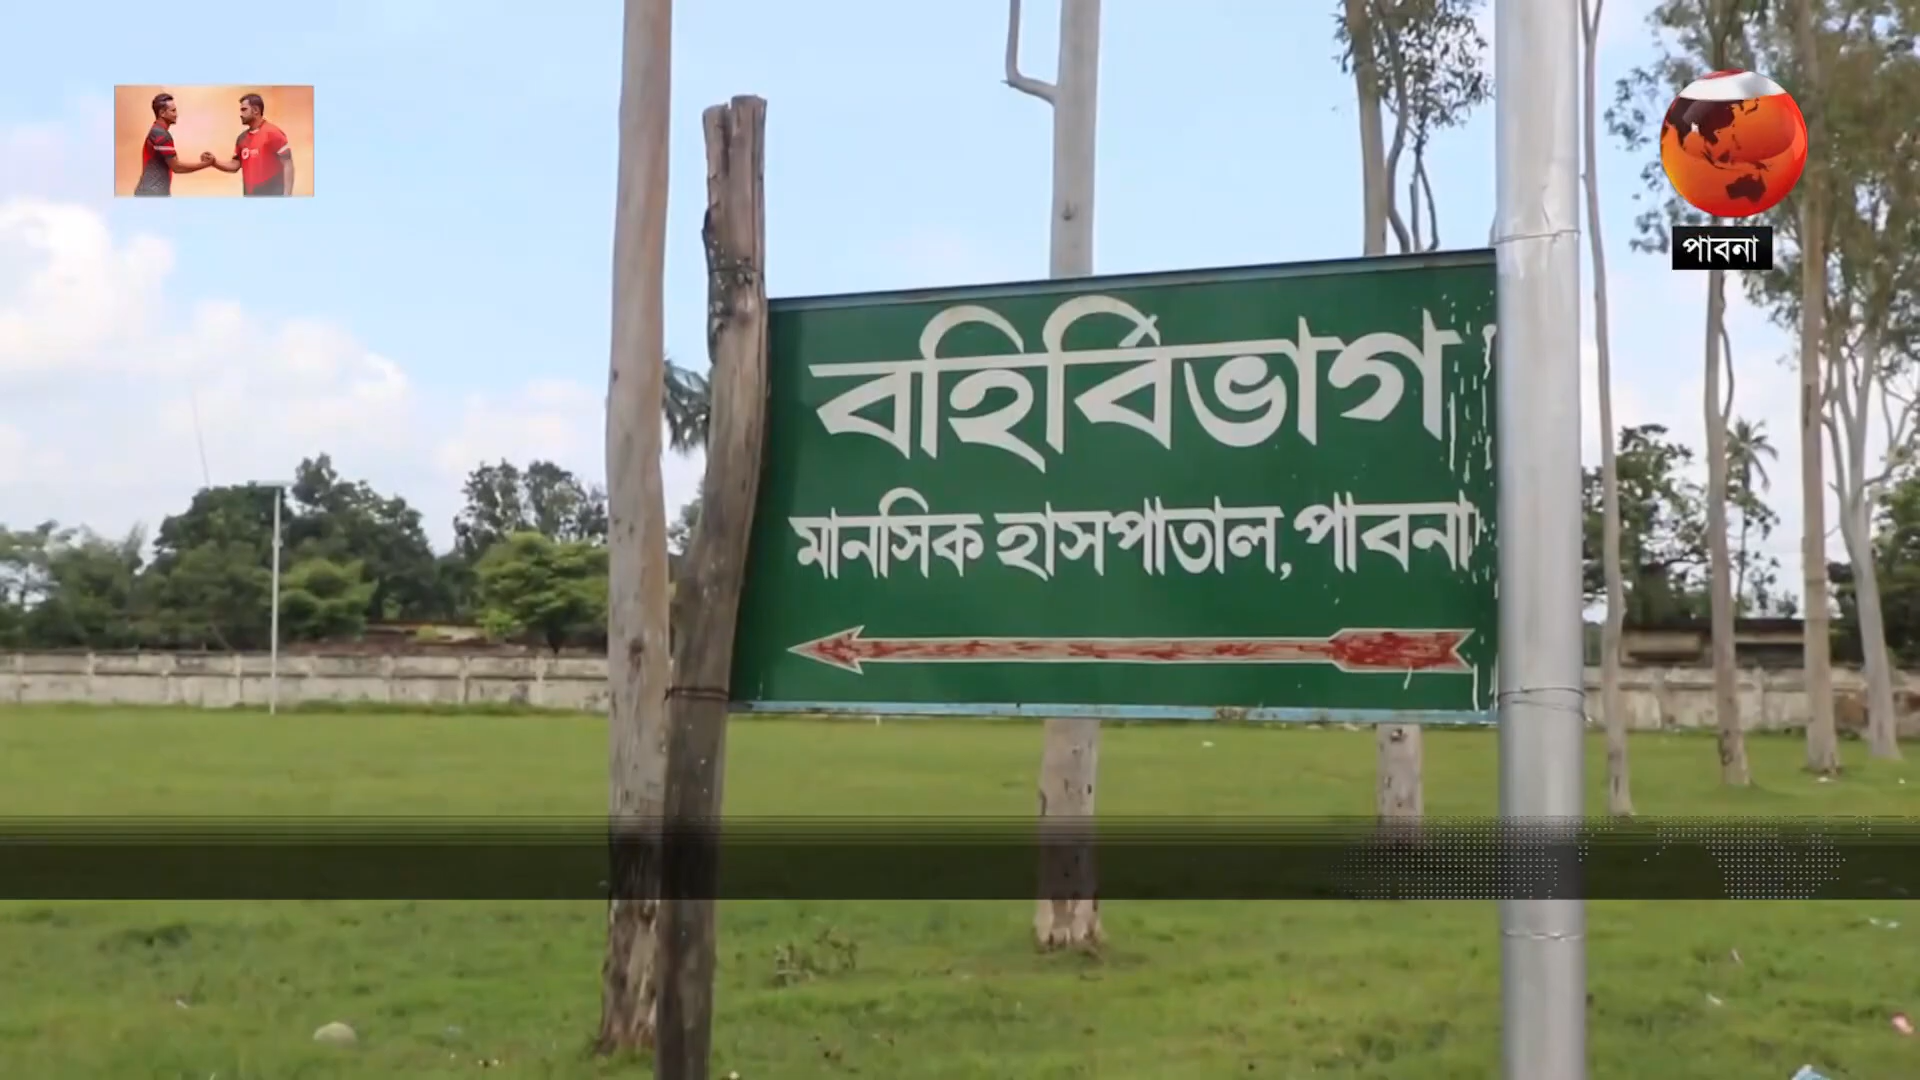 পাবনা
বহির্বিভাগ
মানসিক হাসপাতাল, পাবনা